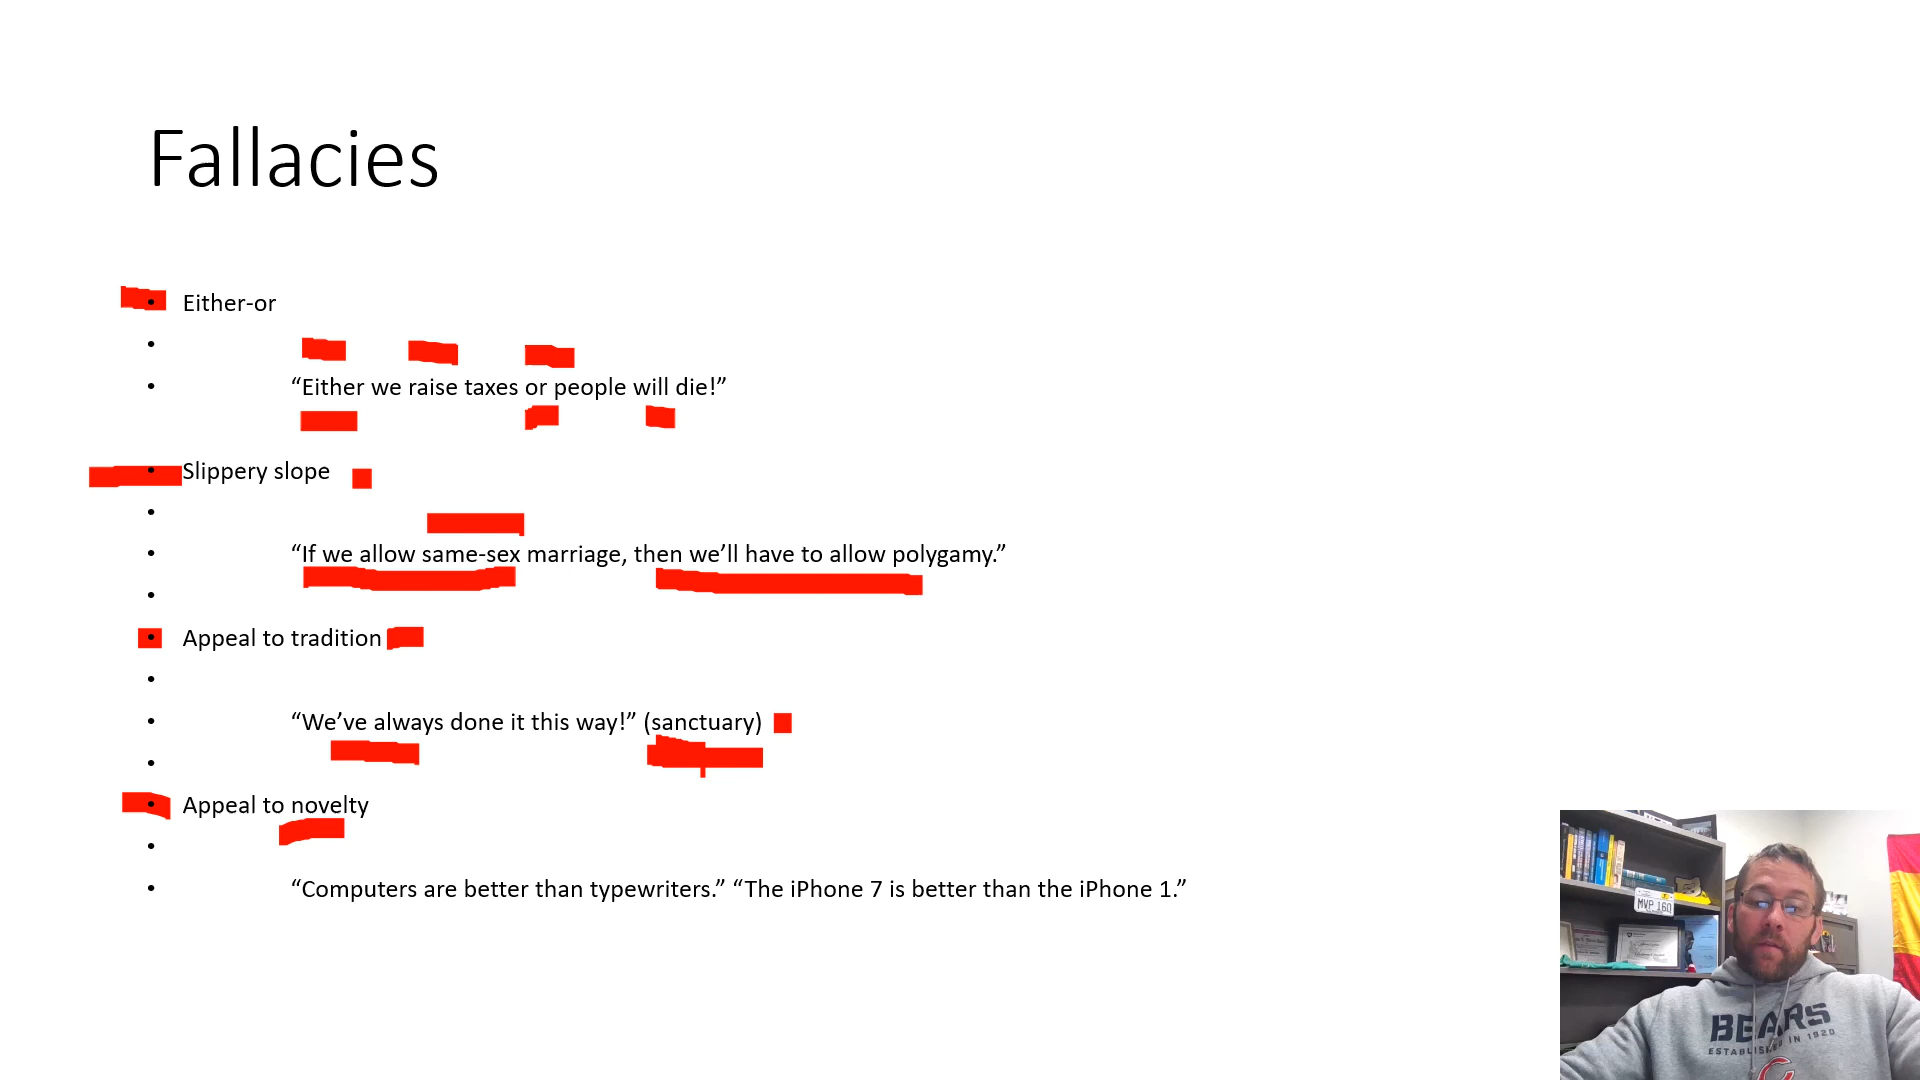 Fallacies
• Either-or
•
• “Either we raise taxes or people will die!”
• Slippery slope
•
• “If we allow same-sex marriage, then we’ll have to allow polygamy.”
•
• Appeal to tradition
•
• “We’ve always done it this way!” (sanctuary)
•
• Appeal to novelty
•
• “Computers are better than typewriters.” “The iPhone 7 is better than the iPhone 1.”
MVP 160
BEARS
ESTABLISHED IN 1920